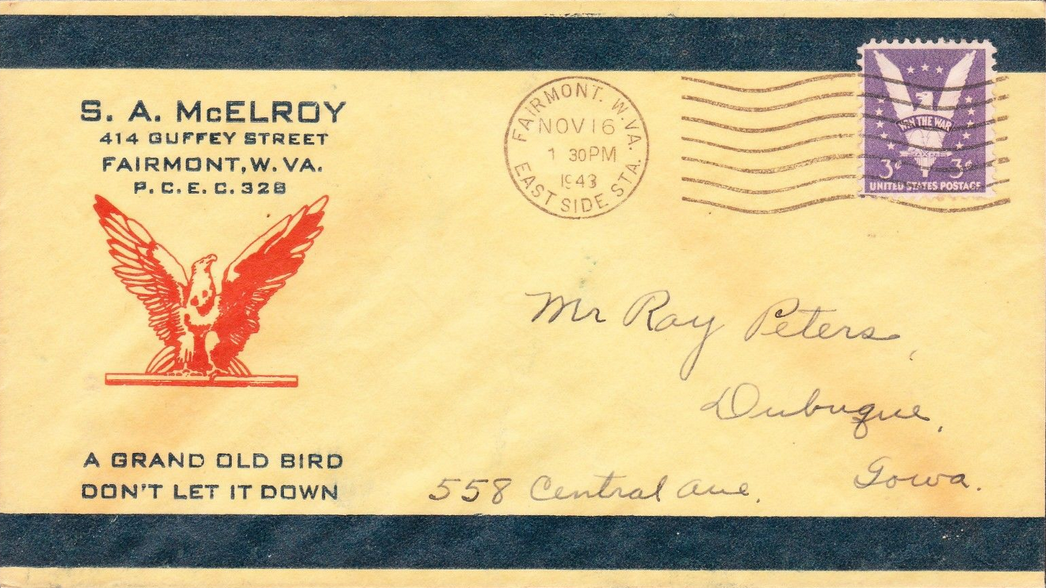 S. A. McELROY
414 GUFFEY STREET
FAIRMONT, W. VA.
P. C. E. C. 328
A GRAND OLD BIRD
DON'T LET IT DOWN
FAIRMONT. W.VA.
NOV 16
1 30PM
1943
EAST SIDE STA.
WIN THE WAR
3¢ 3¢
UNITED STATES POSTAGE
Mr Ray Peters,
Dubuque,
Iowa.
558 Central Ave.